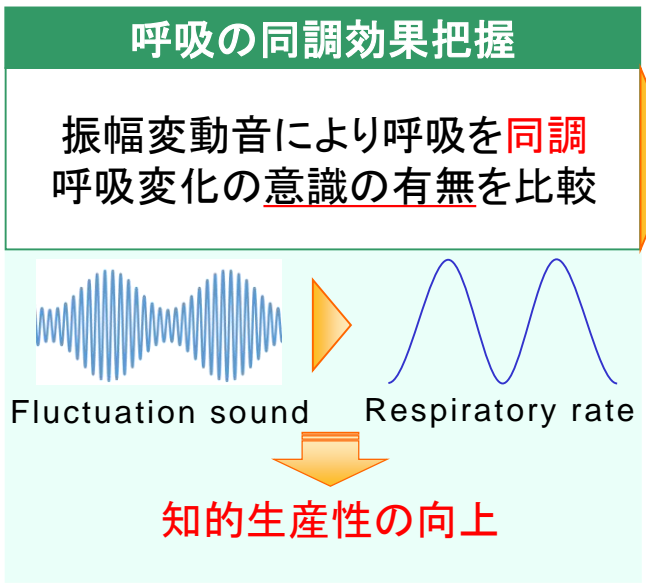 呼吸の同調効果把握
振幅変動音により呼吸を同調
呼吸変化の意識の有無を比較
Fluctuation sound
Respiratory rate
知的生産性の向上